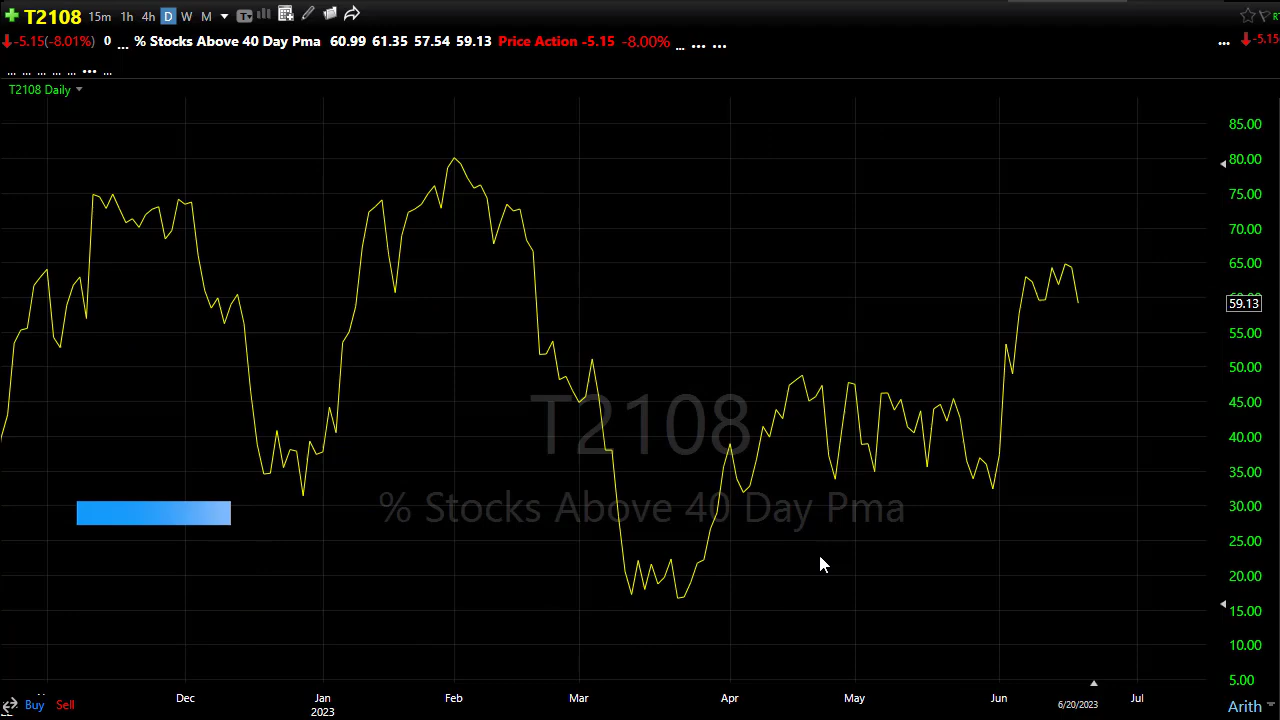 T2108 15m 1h 4h D W M
-5.15(-8.01%) 0 ... % Stocks Above 40 Day Pma 60.99 61.35 57.54 59.13 Price Action -5.15 -8.00% ... ... ... ... -5.15
... ... ... ... ... ... ...
T2108 Daily
85.00
80.00
75.00
70.00
65.00
59.13
55.00
50.00
45.00
T2108
40.00
35.00
% Stocks Above 40 Day Pma
30.00
25.00
20.00
15.00
10.00
5.00
Dec Jan Feb Mar Apr May Jun Jul
2023 6/20/2023
Buy Sell Arith